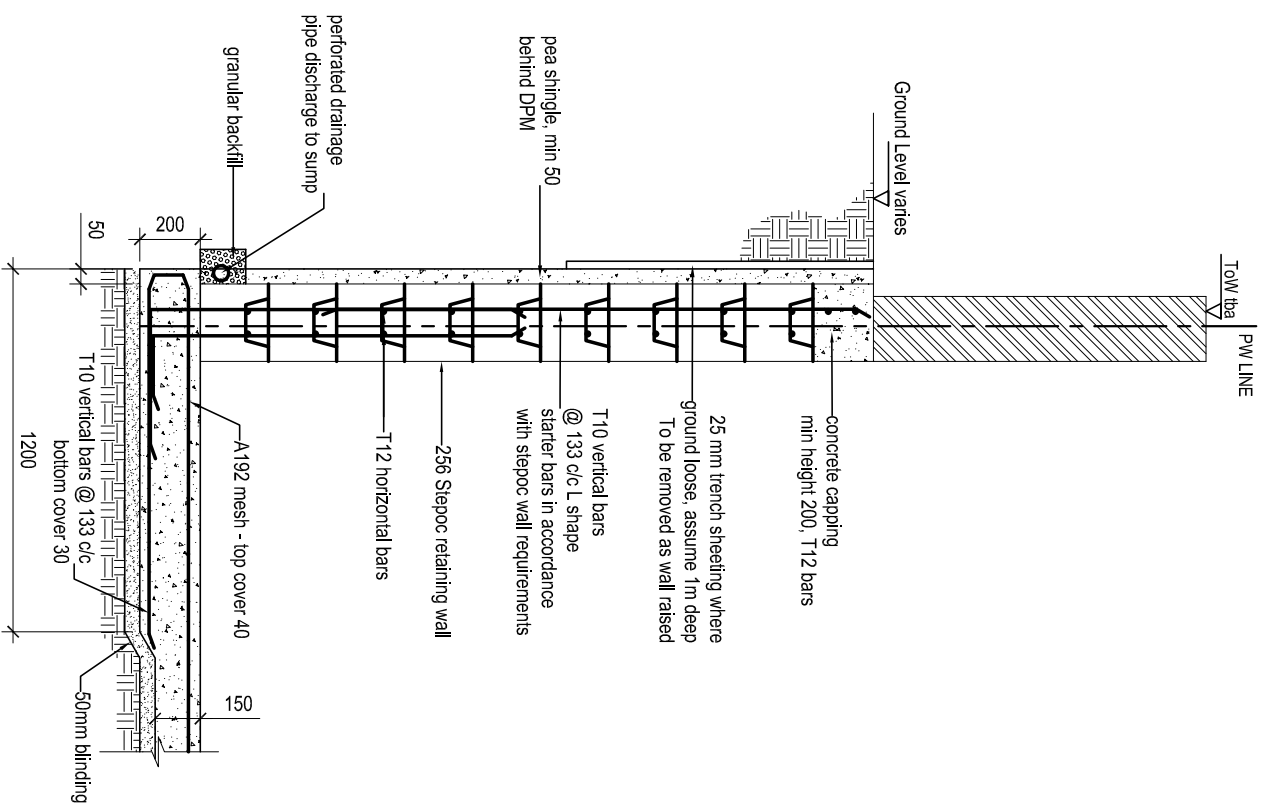 ToW tba
PW LINE
Ground Level varies
concrete capping
min height 200, T12 bars
25 mm trench sheeting where
ground loose, assume 1m deep
To be removed as wall raised
pea shingle, min 50
behind DPM
T10 vertical bars
@ 133 c/c L shape
starter bars in accordance
with stepoc wall requirements
256 Stepoc retaining wall
T12 horizontal bars
perforated drainage
pipe discharge to sump
granular backfill
A192 mesh - top cover 40
200
50
150
T10 vertical bars @ 133 c/c
bottom cover 30
50mm blinding
1200